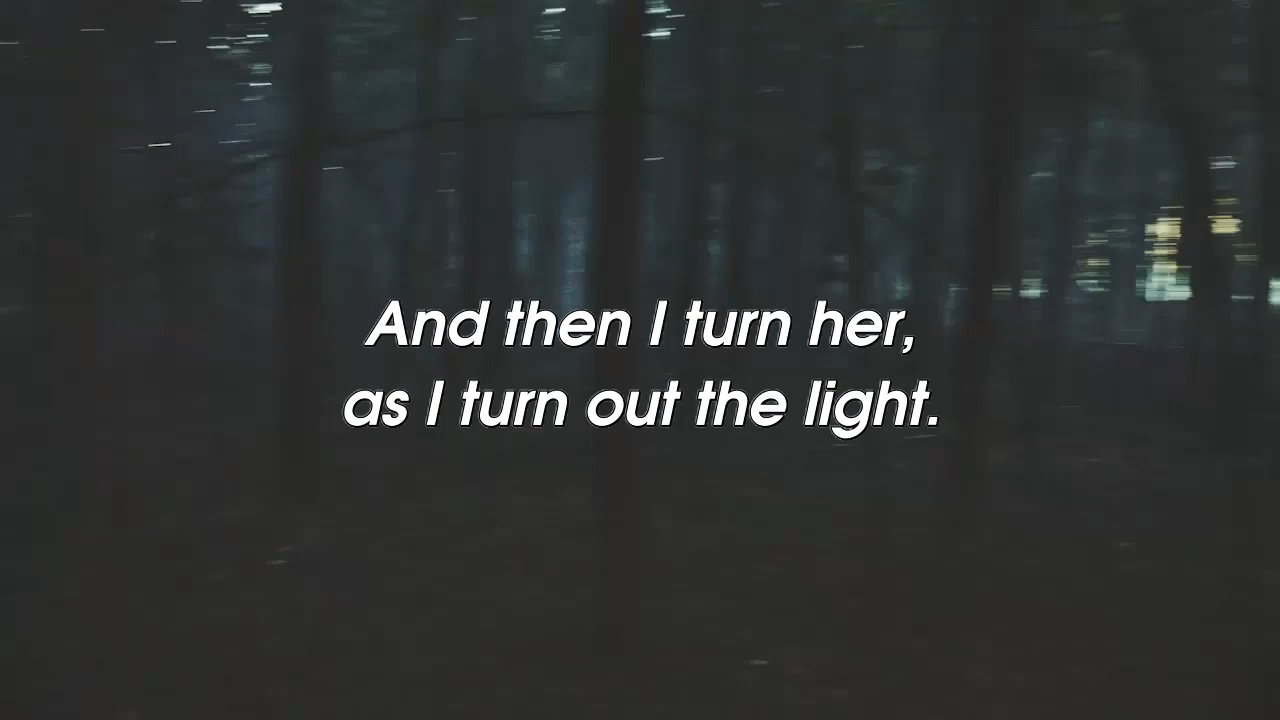 And then I turn her,
as I turn out the light.